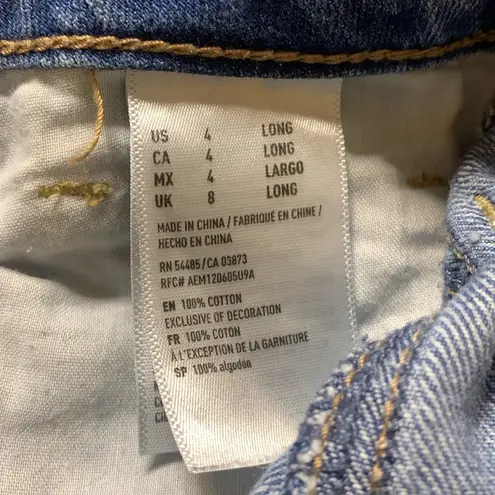 US 4 LONG
CA 4 LONG
MX 4 LARGO
UK 8 LONG
MADE IN CHINA / FABRIQUÉ EN CHINE /
HECHO EN CHINA
RN 54485/CA 03873
RFC# AEM120605U9A
EN 100% COTTON
EXCLUSIVE OF DECORATION
FR 100% COTON
À L'EXCEPTION DE LA GARNITURE
SP 100% algodón